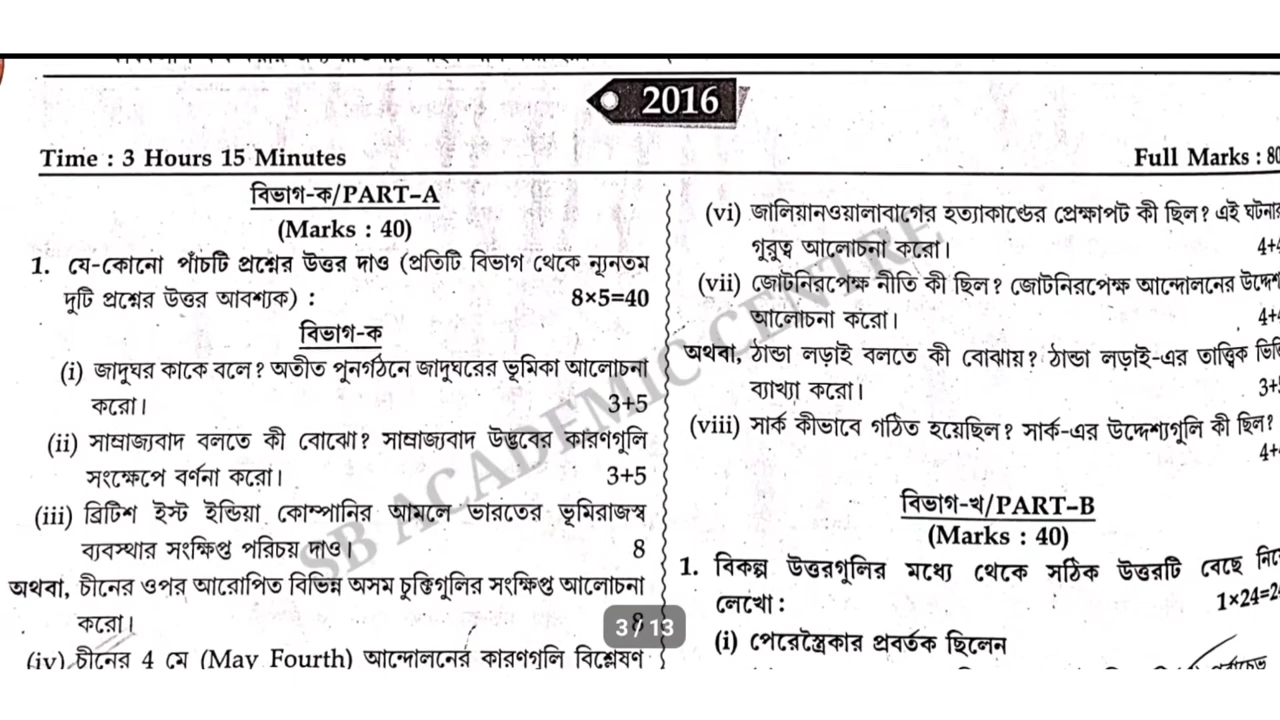 2016
Time : 3 Hours 15 Minutes
Full Marks : 80
বিভাগ-ক/PART–A
(Marks : 40)
1. যে-কোনো পাঁচটি প্রশ্নের উত্তর দাও (প্রতিটি বিভাগ থেকে ন্যূনতম
দুটি প্রশ্নের উত্তর আবশ্যক) : 8×5=40
বিভাগ-ক
(i) জাদুঘর কাকে বলে? অতীত পুনর্গঠনে জাদুঘরের ভূমিকা আলোচনা
করো। 3+5
(ii) সাম্রাজ্যবাদ বলতে কী বোঝো? সাম্রাজ্যবাদ উদ্ভবের কারণগুলি
সংক্ষেপে বর্ণনা করো। 3+5
(iii) ব্রিটিশ ইস্ট ইন্ডিয়া কোম্পানির আমলে ভারতের ভূমিরাজস্ব
ব্যবস্থার সংক্ষিপ্ত পরিচয় দাও। 8
অথবা, চীনের ওপর আরোপিত বিভিন্ন অসম চুক্তিগুলির সংক্ষিপ্ত আলোচনা
করো। 8
(iv) চীনের 4 মে (May Fourth) আন্দোলনের কারণগুলি বিশ্লেষণ
(vi) জালিয়ানওয়ালাবাগের হত্যাকাণ্ডের প্রেক্ষাপট কী ছিল? এই ঘটনার
গুরুত্ব আলোচনা করো। 4+
(vii) জোটনিরপেক্ষ নীতি কী ছিল? জোটনিরপেক্ষ আন্দোলনের
আলোচনা করো। 4+
অথবা, ঠান্ডা লড়াই বলতে কী বোঝায়? ঠান্ডা লড়াই-এর তাত্ত্বিক
ব্যাখ্যা করো। 3+
(viii) সার্ক কীভাবে গঠিত হয়েছিল? সার্ক-এর উদ্দেশ্যগুলি কী ছিল?
4+
বিভাগ-খ/PART–B
(Marks : 40)
1. বিকল্প উত্তরগুলির মধ্যে থেকে সঠিক উত্তরটি বেছে
লেখো : 1×24=2
(i) পেরেস্ত্রৈকার প্রবর্তক ছিলেন
SB ACADEMIC CENTRE
3 / 13